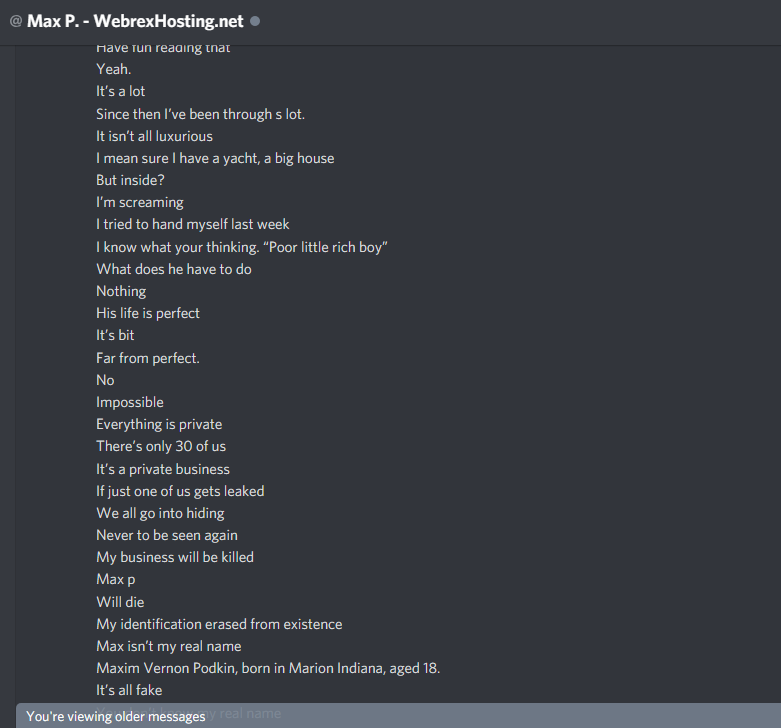 @ Max P. - WebrexHosting.net
Have fun reading that
Yeah.
It's a lot
Since then I've been through s lot.
It isn't all luxurious
I mean sure I have a yacht, a big house
But inside?
I'm screaming
I tried to hand myself last week
I know what your thinking. “Poor little rich boy”
What does he have to do
Nothing
His life is perfect
It's bit
Far from perfect.
No
Impossible
Everything is private
There's only 30 of us
It's a private business
If just one of us gets leaked
We all go into hiding
Never to be seen again
My business will be killed
Max p
Will die
My identification erased from existence
Max isn't my real name
Maxim Vernon Podkin, born in Marion Indiana, aged 18.
It's all fake
my real name
You're viewing older messages